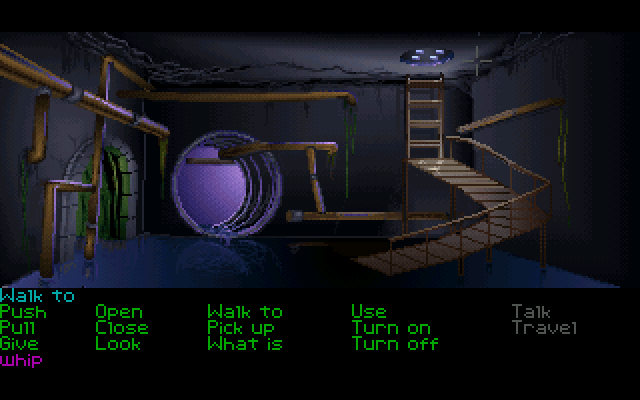 Walk to
Push Open Walk to Use Talk
Pull Close Pick up Turn on Travel
Give Look What is Turn off
whip